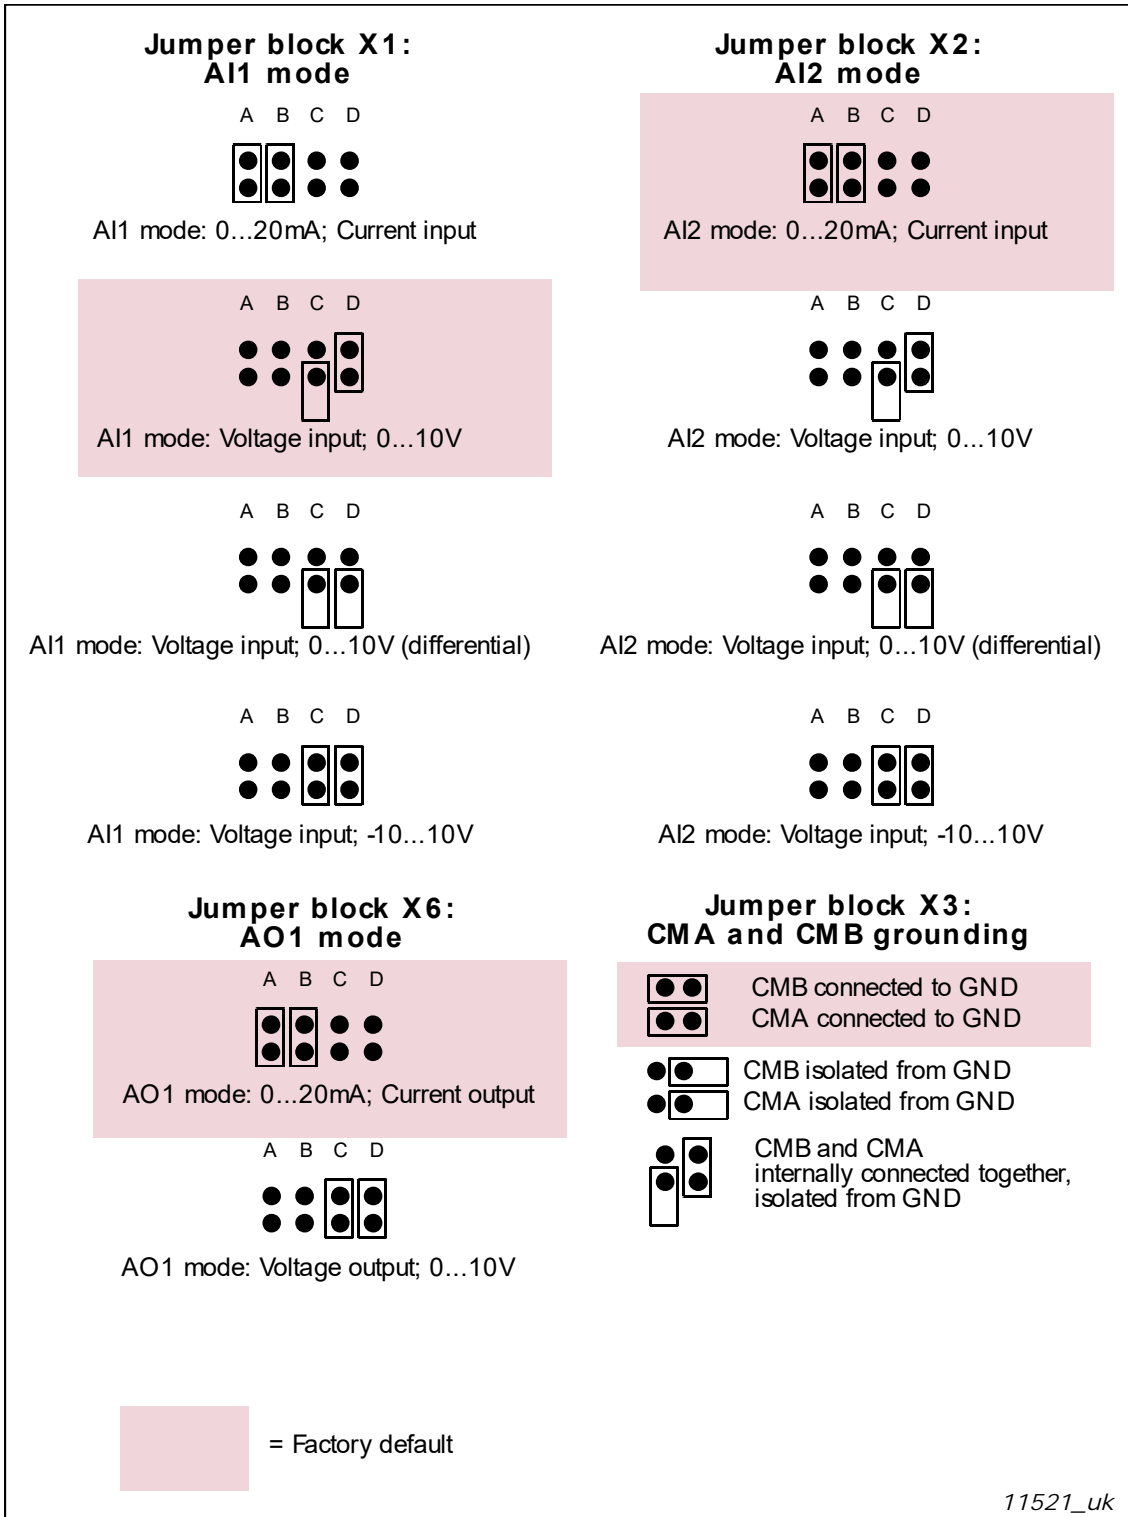 Jumper block X1:
AI1 mode
A B C D
AI1 mode: 0...20mA; Current input
A B C D
AI1 mode: Voltage input; 0...10V
A B C D
AI1 mode: Voltage input; 0...10V (differential)
A B C D
AI1 mode: Voltage input; -10...10V
Jumper block X2:
AI2 mode
A B C D
AI2 mode: 0...20mA; Current input
A B C D
AI2 mode: Voltage input; 0...10V
A B C D
AI2 mode: Voltage input; 0...10V (differential)
A B C D
AI2 mode: Voltage input; -10...10V
Jumper block X6:
AO1 mode
A B C D
AO1 mode: 0...20mA; Current output
A B C D
AO1 mode: Voltage output; 0...10V
Jumper block X3:
CMA and CMB grounding
CMB connected to GND
CMA connected to GND
CMB isolated from GND
CMA isolated from GND
CMB and CMA
internally connected together,
isolated from GND
= Factory default
11521_uk